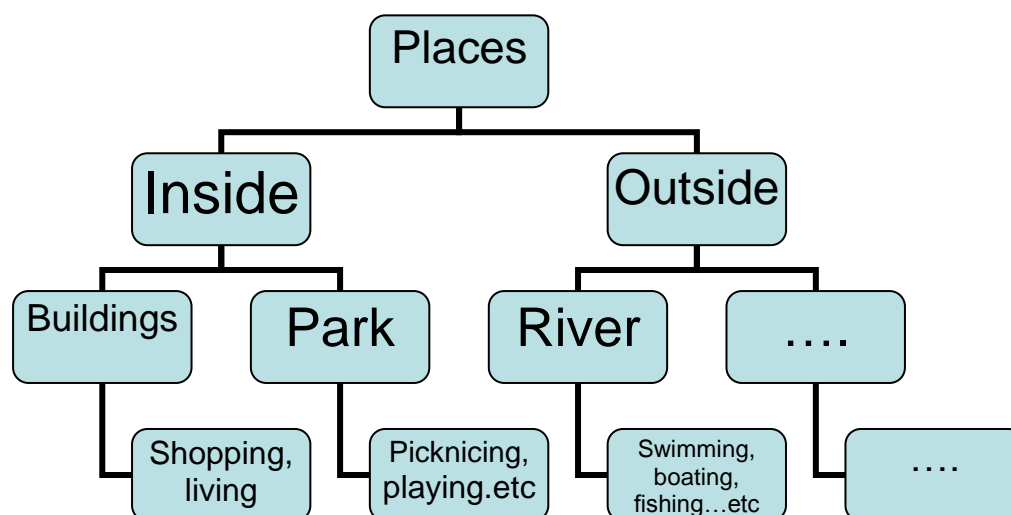 Places
Inside
Outside
Buildings
Park
River
....
Shopping,
living
Picknicing,
playing.etc
Swimming,
boating,
fishing...etc
....